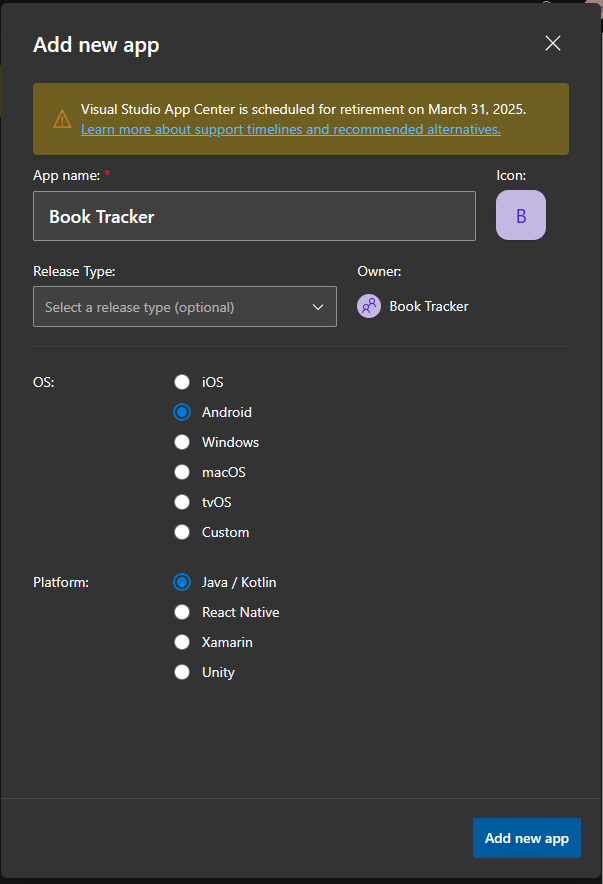 Add new app
Visual Studio App Center is scheduled for retirement on March 31, 2025.
Learn more about support timelines and recommended alternatives.
App name: *
Icon:
Book Tracker
B
Release Type:
Owner:
Select a release type (optional)
Book Tracker
OS:
iOS
Android
Windows
macOS
tvOS
Custom
Platform:
Java / Kotlin
React Native
Xamarin
Unity
Add new app